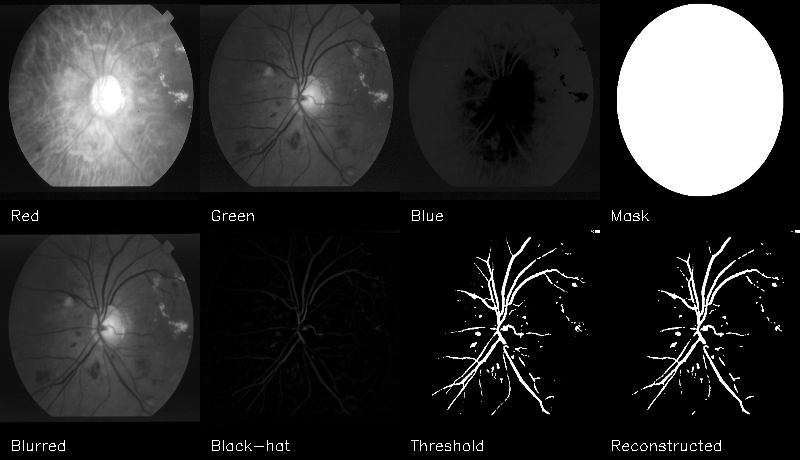 Red
Green
Blue
Mask
Blurred
Black-hat
Threshold
Reconstructed